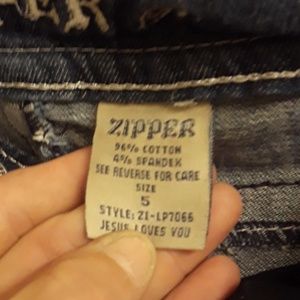 ZIPPER
96% COTTON
4% SPANDEX
SEE REVERSE FOR CARE
SIZE
5
STYLE: ZI-LP7066
JESUS LOVES YOU